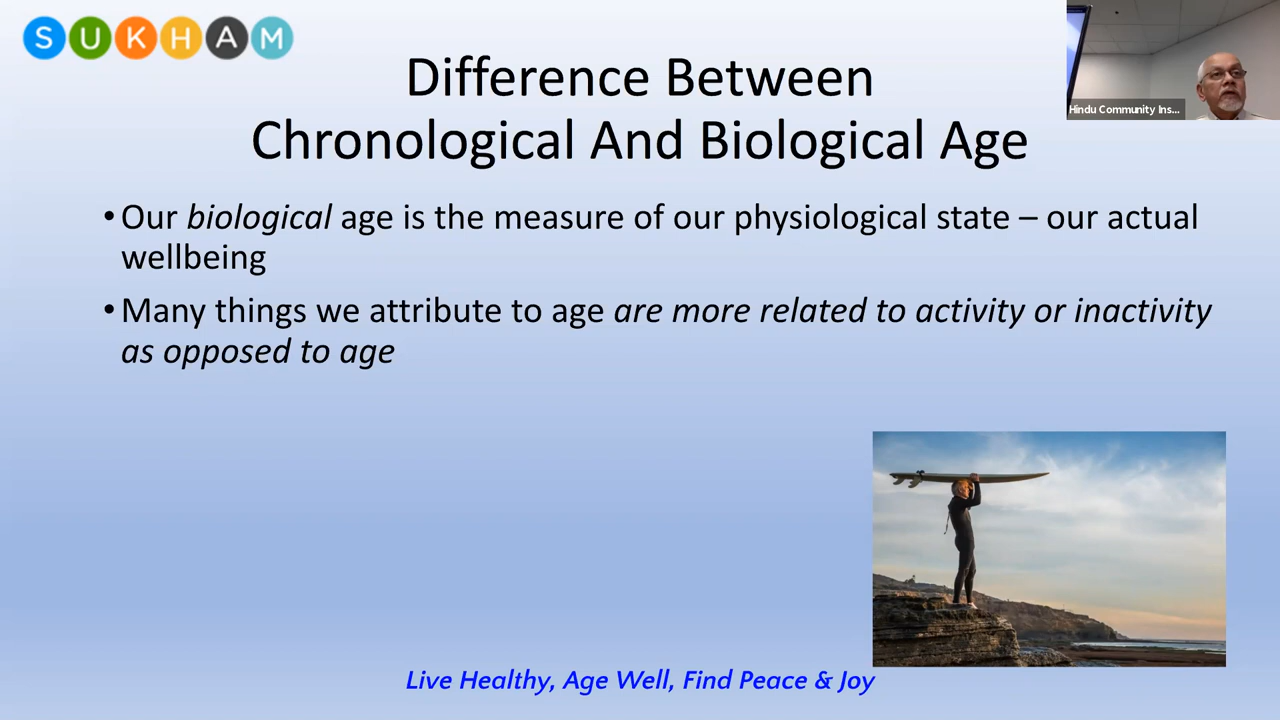 SUKHAM
Difference Between
Chronological And Biological Age
Hindu Community Ins...
• Our biological age is the measure of our physiological state – our actual
wellbeing
• Many things we attribute to age are more related to activity or inactivity
as opposed to age
Live Healthy, Age Well, Find Peace & Joy